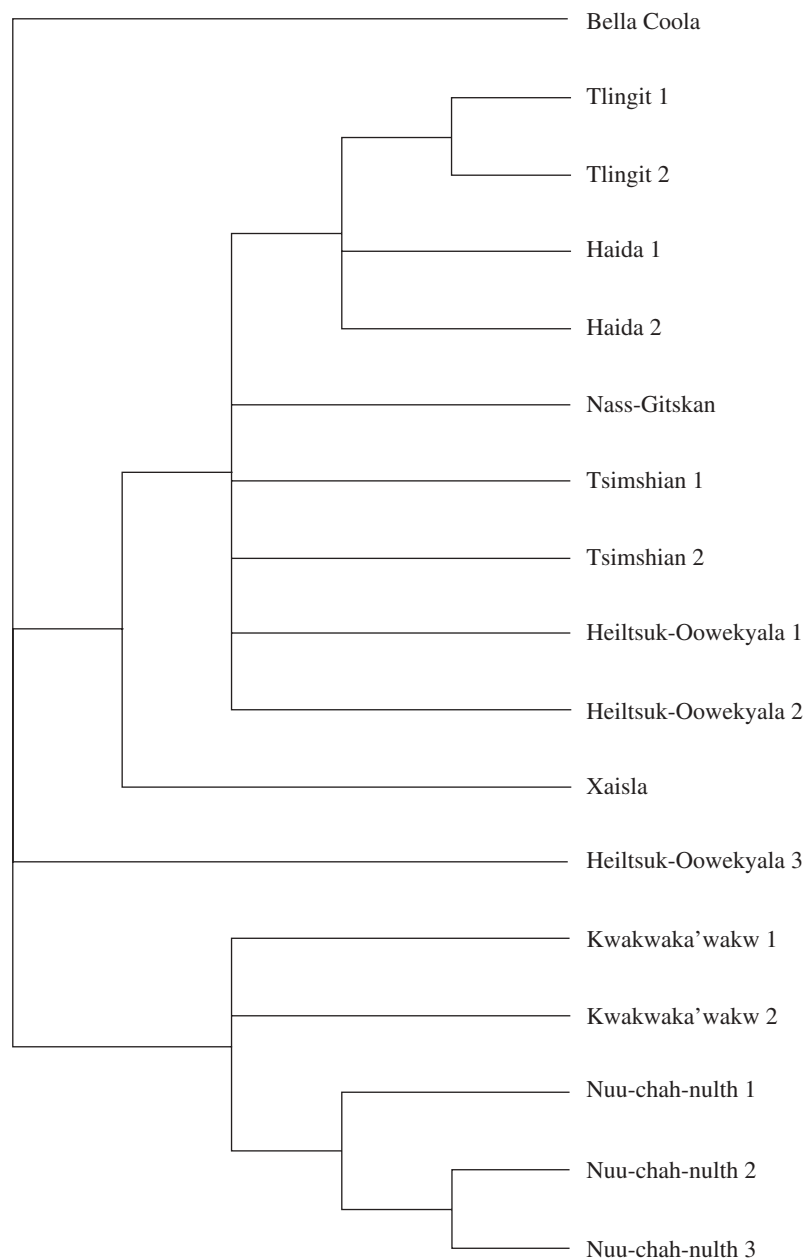 Bella Coola
Tlingit 1
Tlingit 2
Haida 1
Haida 2
Nass-Gitskan
Tsimshian 1
Tsimshian 2
Heiltsuk-Oowekyala 1
Heiltsuk-Oowekyala 2
Xaisla
Heiltsuk-Oowekyala 3
Kwakwaka’wakw 1
Kwakwaka’wakw 2
Nuu-chah-nulth 1
Nuu-chah-nulth 2
Nuu-chah-nulth 3